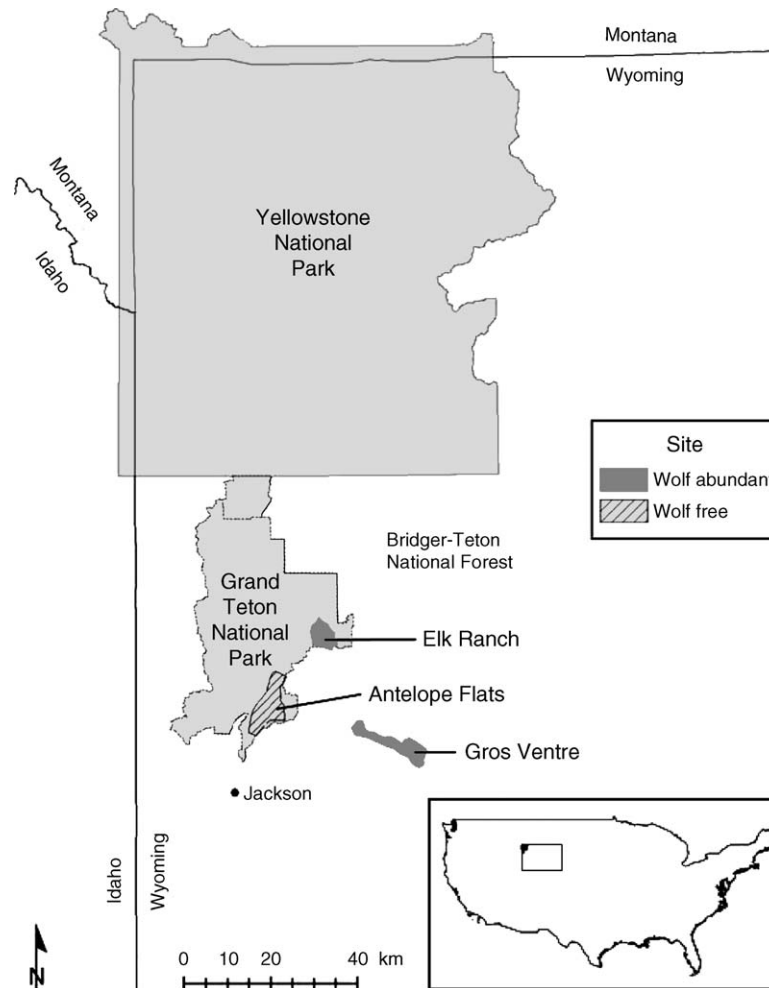 Montana
Wyoming
Montana
Idaho
Yellowstone
National
Park
Site
Wolf abundant
Wolf free
Bridger-Teton
National Forest
Grand
Teton
National
Park
Elk Ranch
Antelope Flats
Gros Ventre
Jackson
Idaho
Wyoming
N
0 10 20 40 km